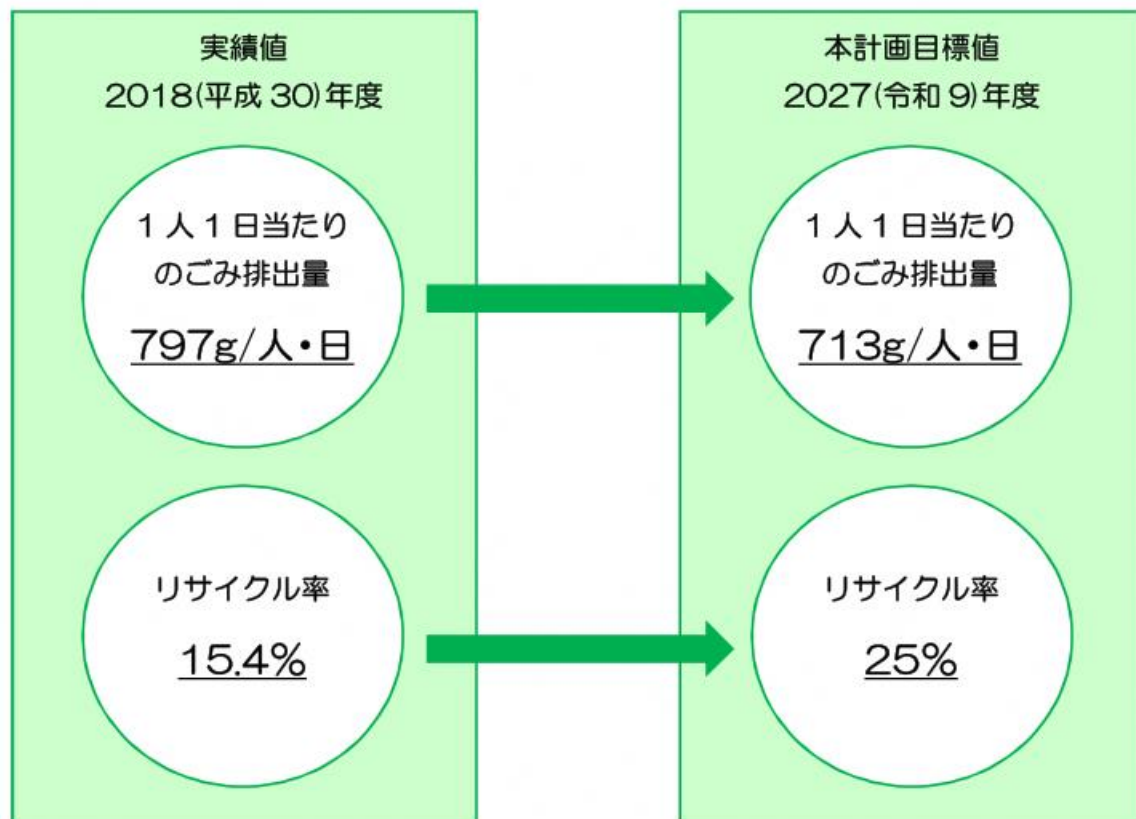 実績値
2018(平成 30)年度
1 人 1 日当たり
のごみ排出量
797g/人・日
リサイクル率
15.4%
本計画目標値
2027(令和 9)年度
1 人 1 日当たり
のごみ排出量
713g/人・日
リサイクル率
25%